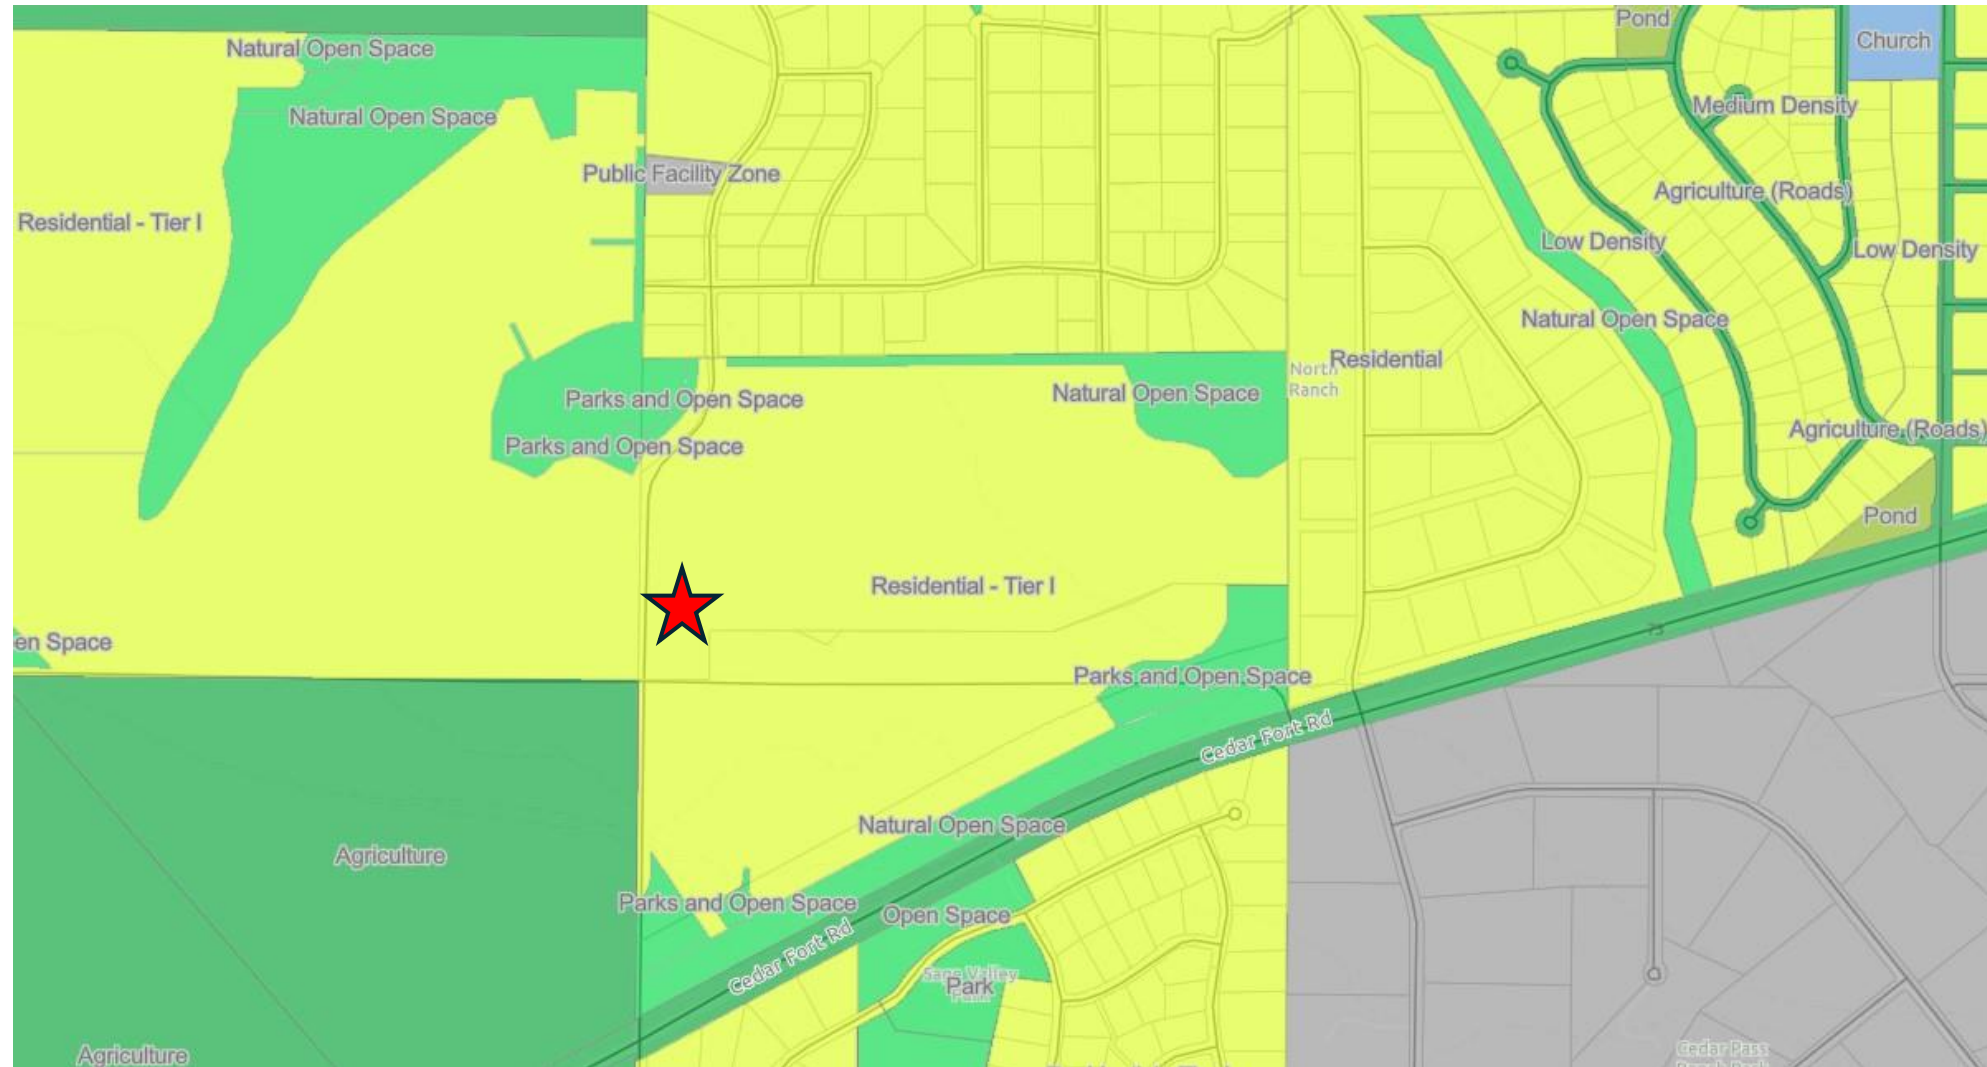 Natural Open Space
Pond
Church
Natural Open Space
Medium Density
Public Facility Zone
Agriculture (Roads)
Residential - Tier I
Low Density
Low Density
Natural Open Space
North
Ranch
Residential
Parks and Open Space
Natural Open Space
Parks and Open Space
Agriculture (Roads)
Pond
Residential - Tier I
73
en Space
Parks and Open Space
Cedar Fort Rd
Natural Open Space
Agriculture
Parks and Open Space
Open Space
Cedar Fort Rd
Sage Valley
Park
Agriculture
Cedar Pass